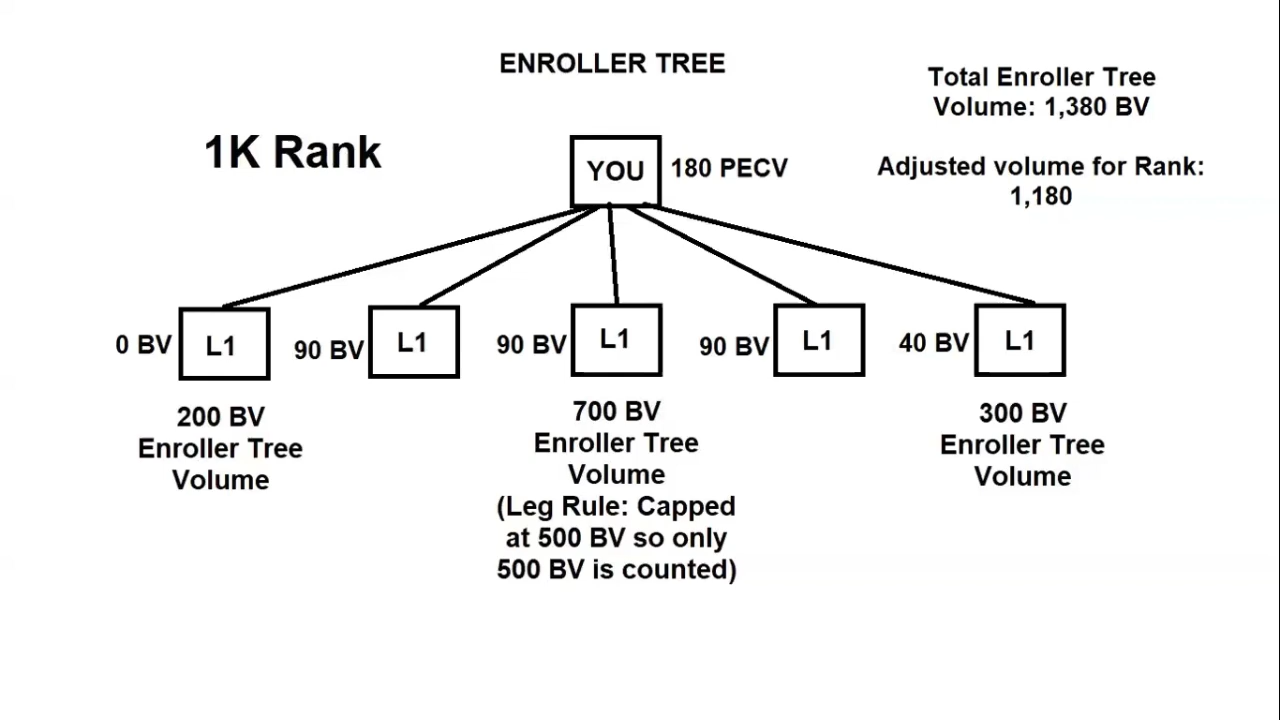 ENROLLER TREE
Total Enroller Tree
Volume: 1,380 BV
1K Rank
YOU
180 PECV
Adjusted volume for Rank:
1,180
0 BV
L1
90 BV
L1
90 BV
L1
90 BV
L1
40 BV
L1
200 BV
Enroller Tree
Volume
700 BV
Enroller Tree
Volume
(Leg Rule: Capped
at 500 BV so only
500 BV is counted)
300 BV
Enroller Tree
Volume